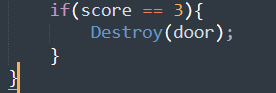 if(score == 3){
Destroy(door);
}
}